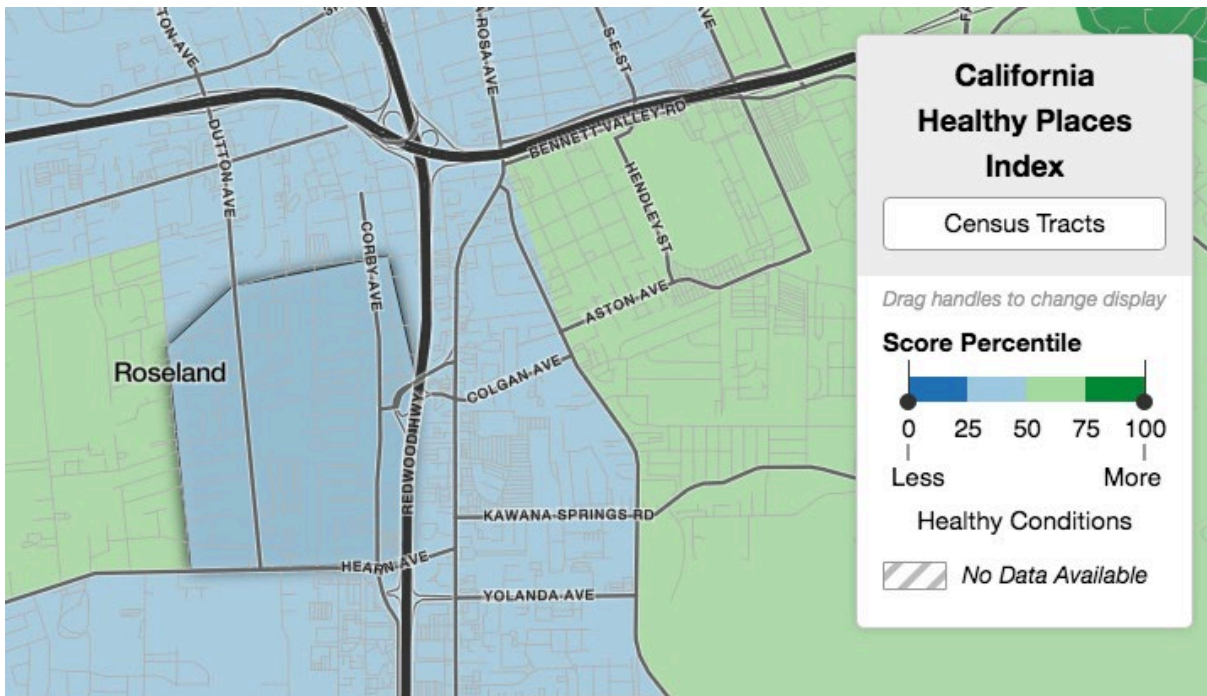 TON-AVE
-ROSA-AVE
S-E-ST
BENNETT-VALLEY-RD
DUTTON-AVE
HENDLEY-ST
CORBY-AVE
ASTON-AVE
Roseland
COLGAN-AVE
REDWOOD-HWY
KAWANA-SPRINGS-RD
HEARN-AVE
YOLANDA-AVE
California
Healthy Places
Index
Census Tracts
Drag handles to change display
Score Percentile
0 25 50 75 100
Less More
Healthy Conditions
No Data Available